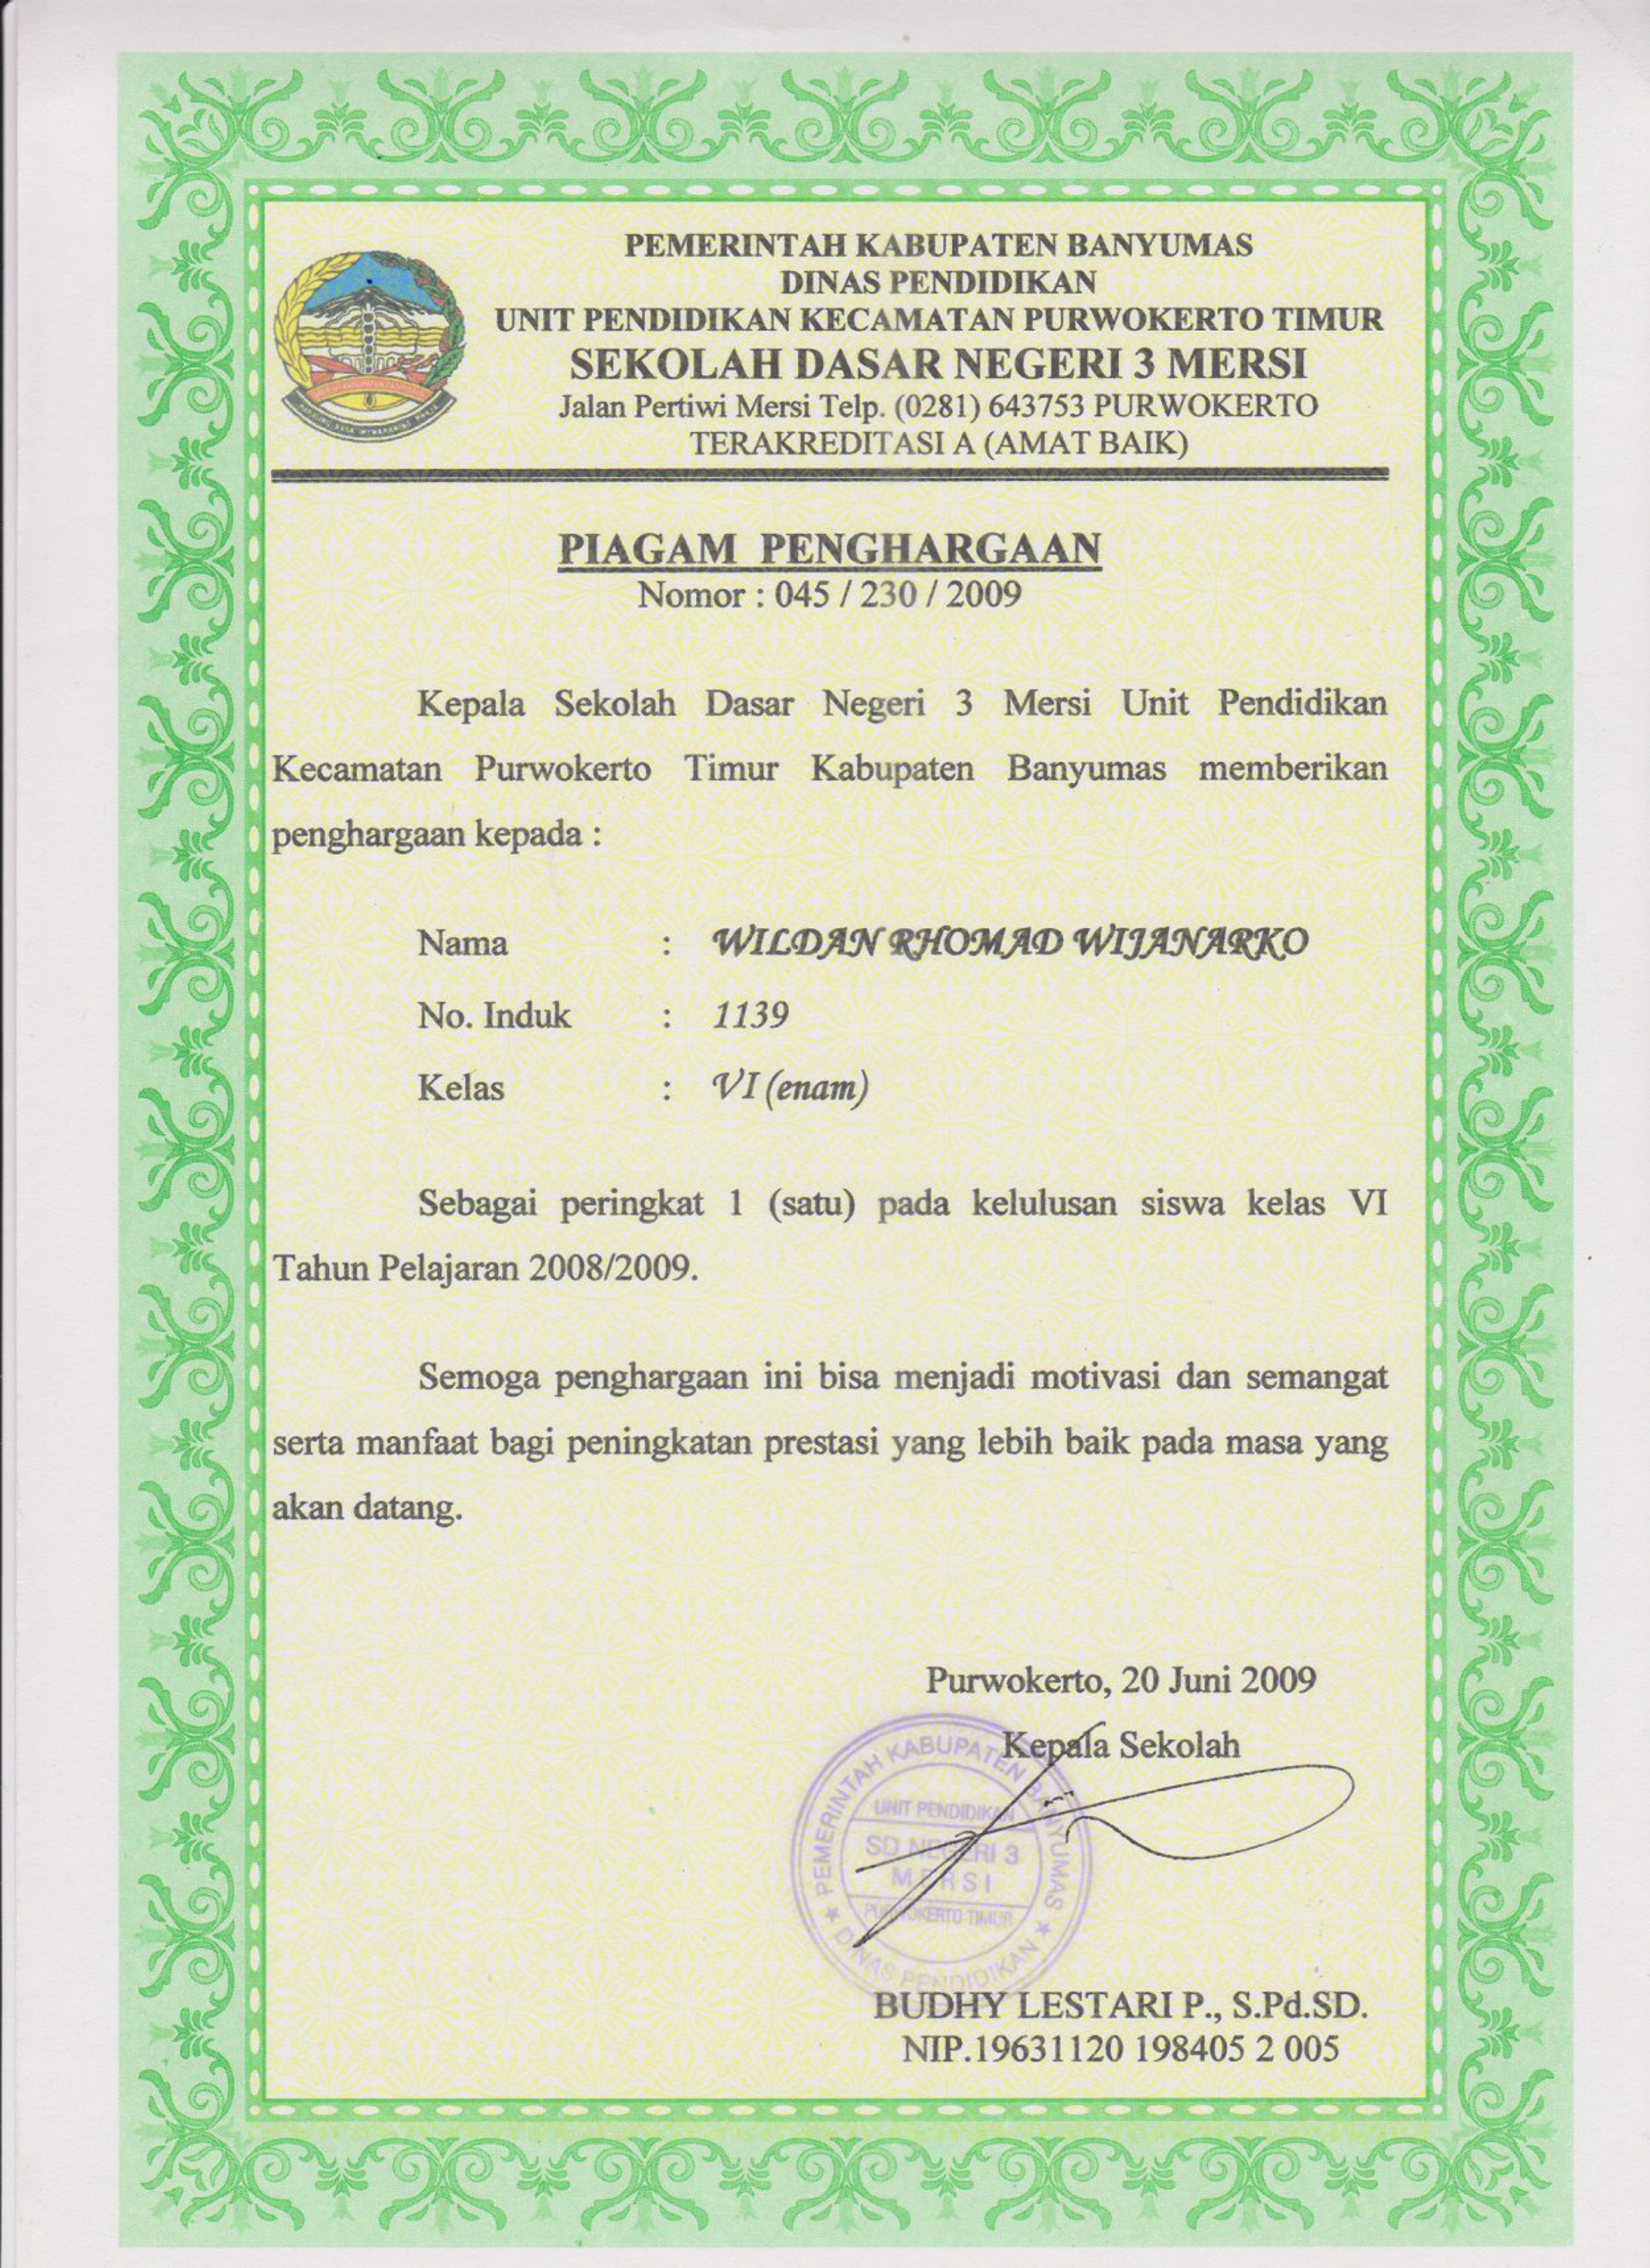 PEMERINTAH KABUPATEN BANYUMAS
DINAS PENDIDIKAN
UNIT PENDIDIKAN KECAMATAN PURWOKERTO TIMUR
SEKOLAH DASAR NEGERI 3 MERSI
Jalan Pertiwi Mersi Telp. (0281) 643753 PURWOKERTO
TERAKREDITASI A (AMAT BAIK)
PIAGAM PENGHARGAAN
Nomor : 045 / 230 / 2009
Kepala Sekolah Dasar Negeri 3 Mersi Unit Pendidikan
Kecamatan Purwokerto Timur Kabupaten Banyumas memberikan
penghargaan kepada :
Nama : WILDAN RHOMAD WIJANARKO
No. Induk : 1139
Kelas : VI (enam)
Sebagai peringkat 1 (satu) pada kelulusan siswa kelas VI
Tahun Pelajaran 2008/2009.
Semoga penghargaan ini bisa menjadi motivasi dan semangat
serta manfaat bagi peningkatan prestasi yang lebih baik pada masa yang
akan datang.
Purwokerto, 20 Juni 2009
Kepala Sekolah
PEMERINTAH KABUPATEN BANYUMAS
UNIT PENDIDIKAN
SD NEGERI 3
MERSI
PURWOKERTO TIMUR
DINAS PENDIDIKAN
BUDHY LESTARI P., S.Pd.SD.
NIP.19631120 198405 2 005